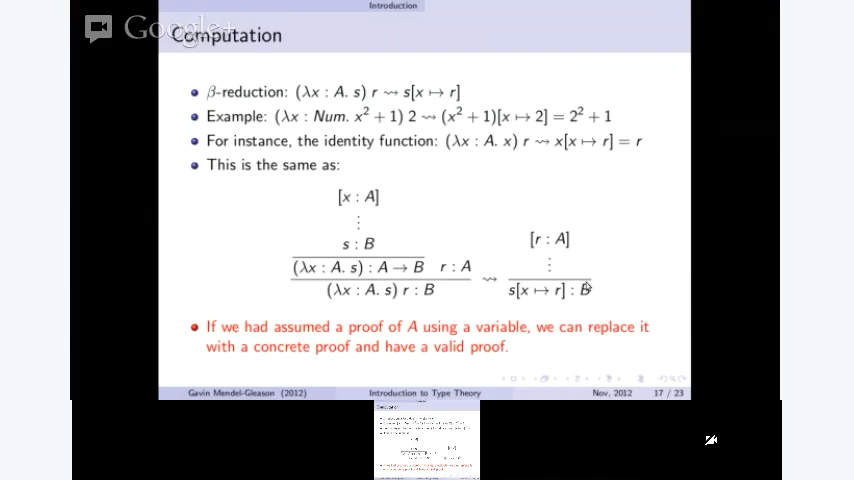 Introduction
Google+
Computation
β-reduction: (λx : A. s) r ⇝ s[x ↦ r]
Example: (λx : Num. x² + 1) 2 ⇝ (x² + 1)[x ↦ 2] = 2² + 1
For instance, the identity function: (λx : A. x) r ⇝ x[x ↦ r] = r
This is the same as:
[x : A]
⋮
s : B
(λx : A. s) : A → B r : A
(λx : A. s) r : B
⇝
[r : A]
⋮
s[x ↦ r] : B
If we had assumed a proof of A using a variable, we can replace it
with a concrete proof and have a valid proof.
Gavin Mendel-Gleason (2012) Introduction to Type Theory Nov, 2012 17 / 23